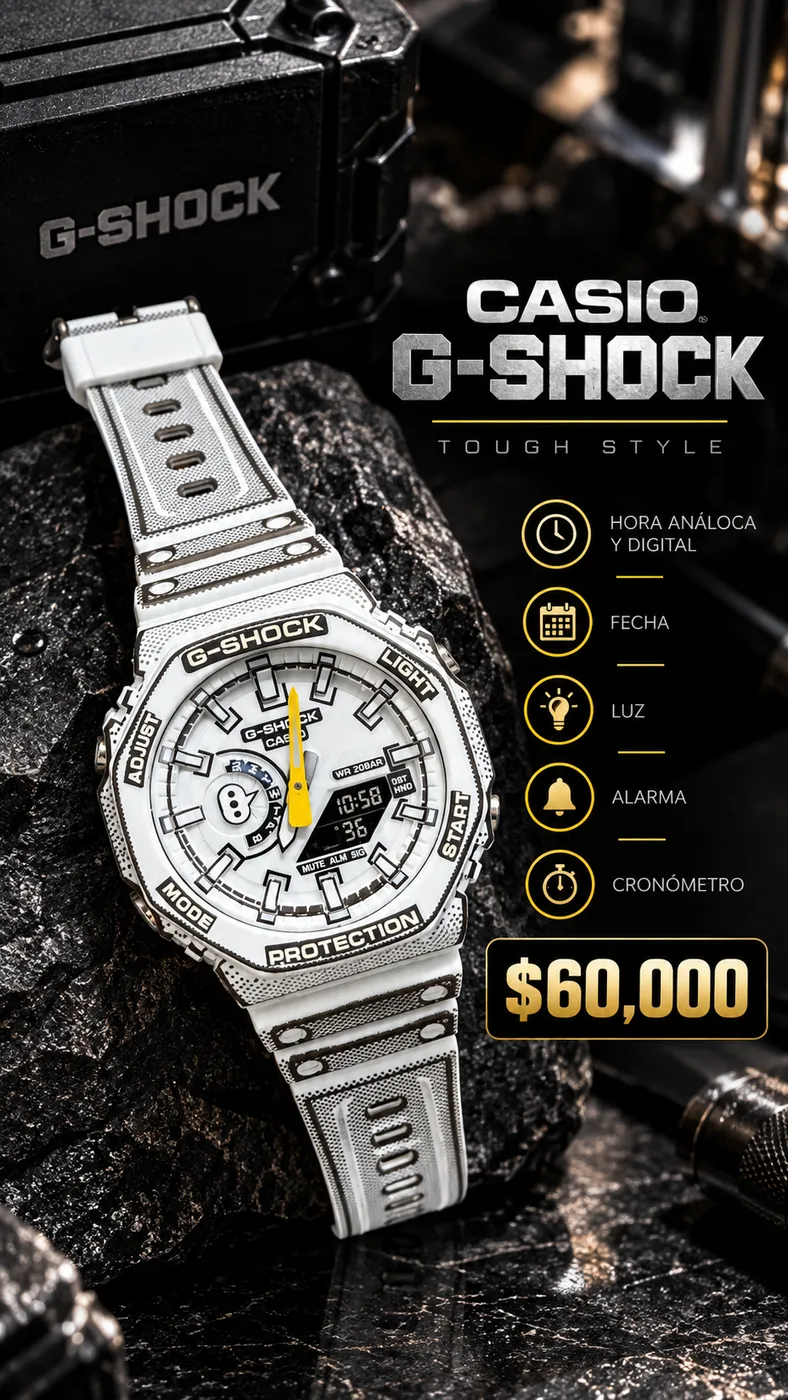 G-SHOCK
CASIO
G-SHOCK
TOUGH STYLE
HORA ANÁLOCA
Y DIGITAL
FECHA
LUZ
ALARMA
CRONÓMETRO
$60,000
G-SHOCK
LIGHT
ADJUST
G-SHOCK
CASIO
WR 20BAR
DST
HND
10:58
36
MUTE ALM SIG
START
MODE
PROTECTION